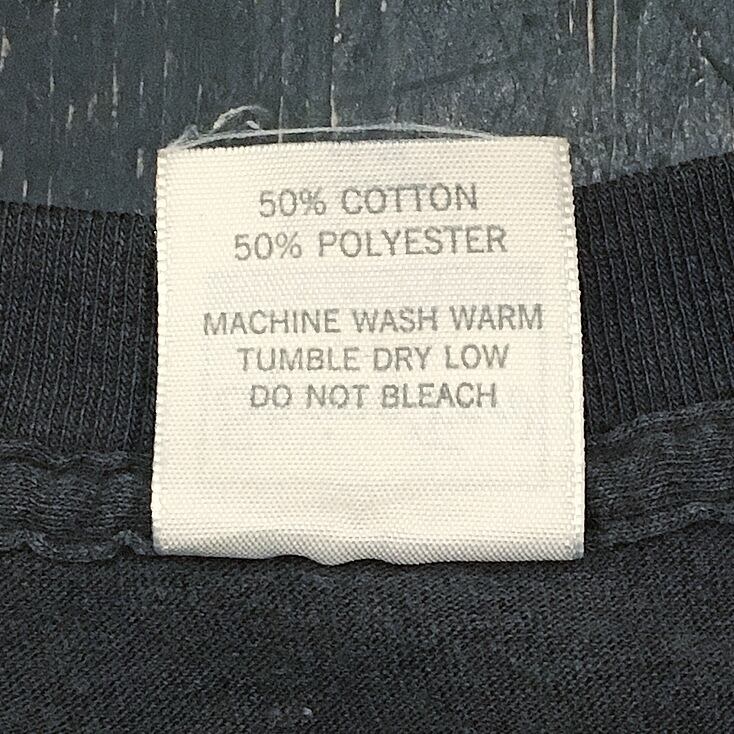 50% COTTON
50% POLYESTER
MACHINE WASH WARM
TUMBLE DRY LOW
DO NOT BLEACH